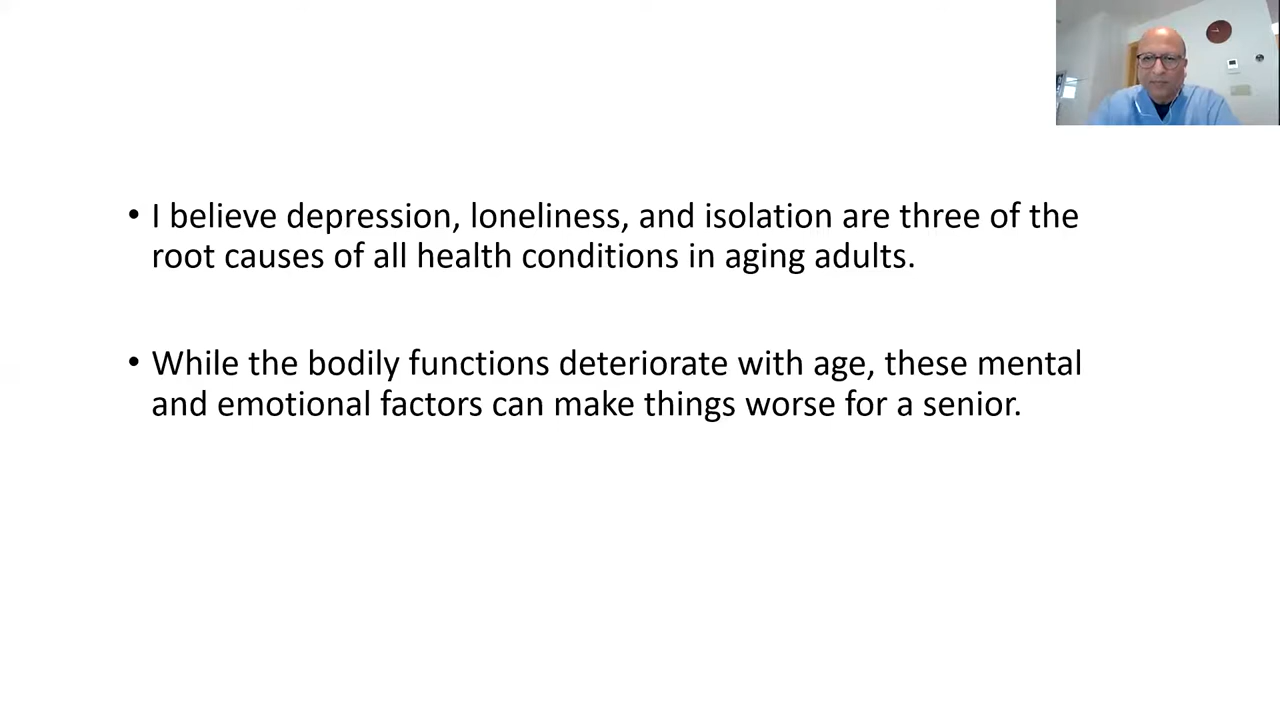 • I believe depression, loneliness, and isolation are three of the
root causes of all health conditions in aging adults.
• While the bodily functions deteriorate with age, these mental
and emotional factors can make things worse for a senior.